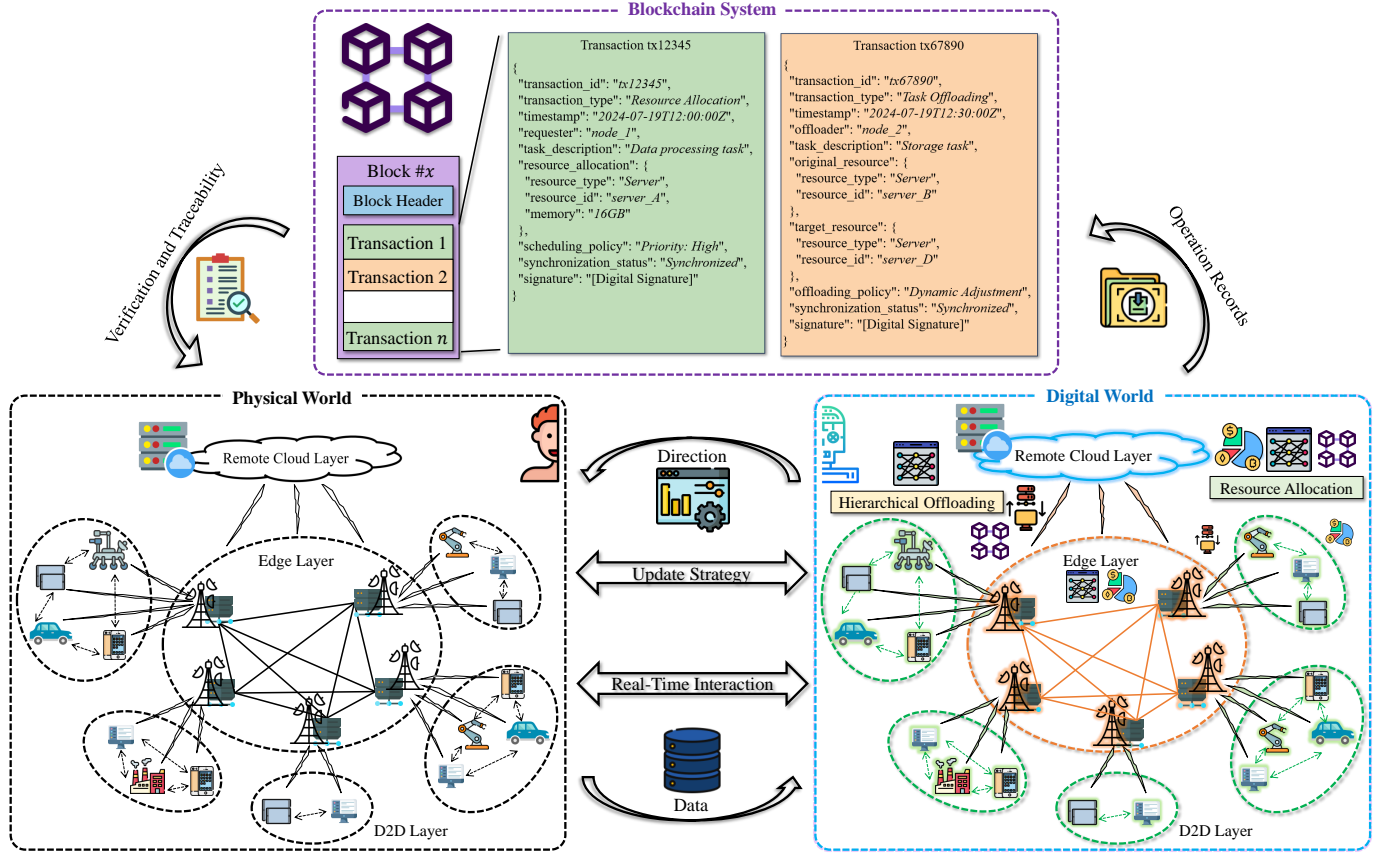 Blockchain System
Block #x
Block Header
Transaction 1
Transaction 2
Transaction n
Transaction tx12345
{
"transaction_id": "tx12345",
"transaction_type": "Resource Allocation",
"timestamp": "2024-07-19T12:00:00Z",
"requester": "node_1",
"task_description": "Data processing task",
"resource_allocation": {
"resource_type": "Server",
"resource_id": "server_A",
"memory": "16GB"
},
"scheduling_policy": "Priority: High",
"synchronization_status": "Synchronized",
"signature": "[Digital Signature]"
}
Transaction tx67890
{
"transaction_id": "tx67890",
"transaction_type": "Task Offloading",
"timestamp": "2024-07-19T12:30:00Z",
"offloader": "node_2",
"task_description": "Storage task",
"original_resource": {
"resource_type": "Server",
"resource_id": "server_B"
},
"target_resource": {
"resource_type": "Server",
"resource_id": "server_D"
},
"offloading_policy": "Dynamic Adjustment",
"synchronization_status": "Synchronized",
"signature": "[Digital Signature]"
}
Verification and Traceability
Operation Records
Physical World
Remote Cloud Layer
Edge Layer
D2D Layer
Direction
Update Strategy
Real-Time Interaction
Data
Digital World
Remote Cloud Layer
Hierarchical Offloading
Resource Allocation
Edge Layer
D2D Layer